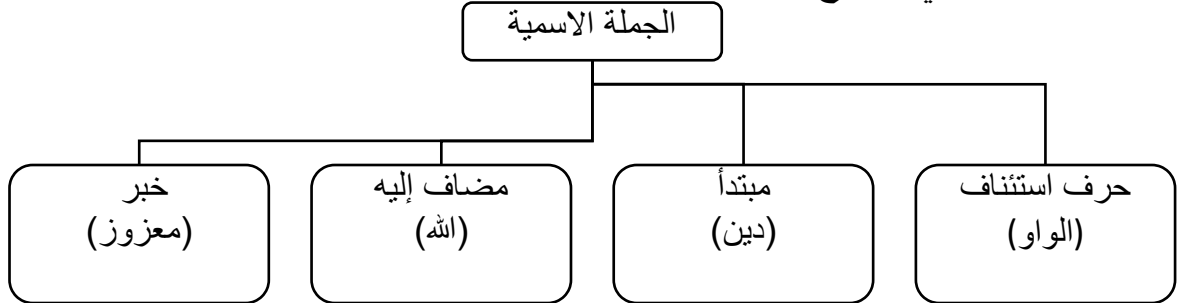 الجملة الاسمية
حرف استئناف
(الواو)
مبتدأ
(دين)
مضاف إليه
(الله)
خبر
(معزوز)